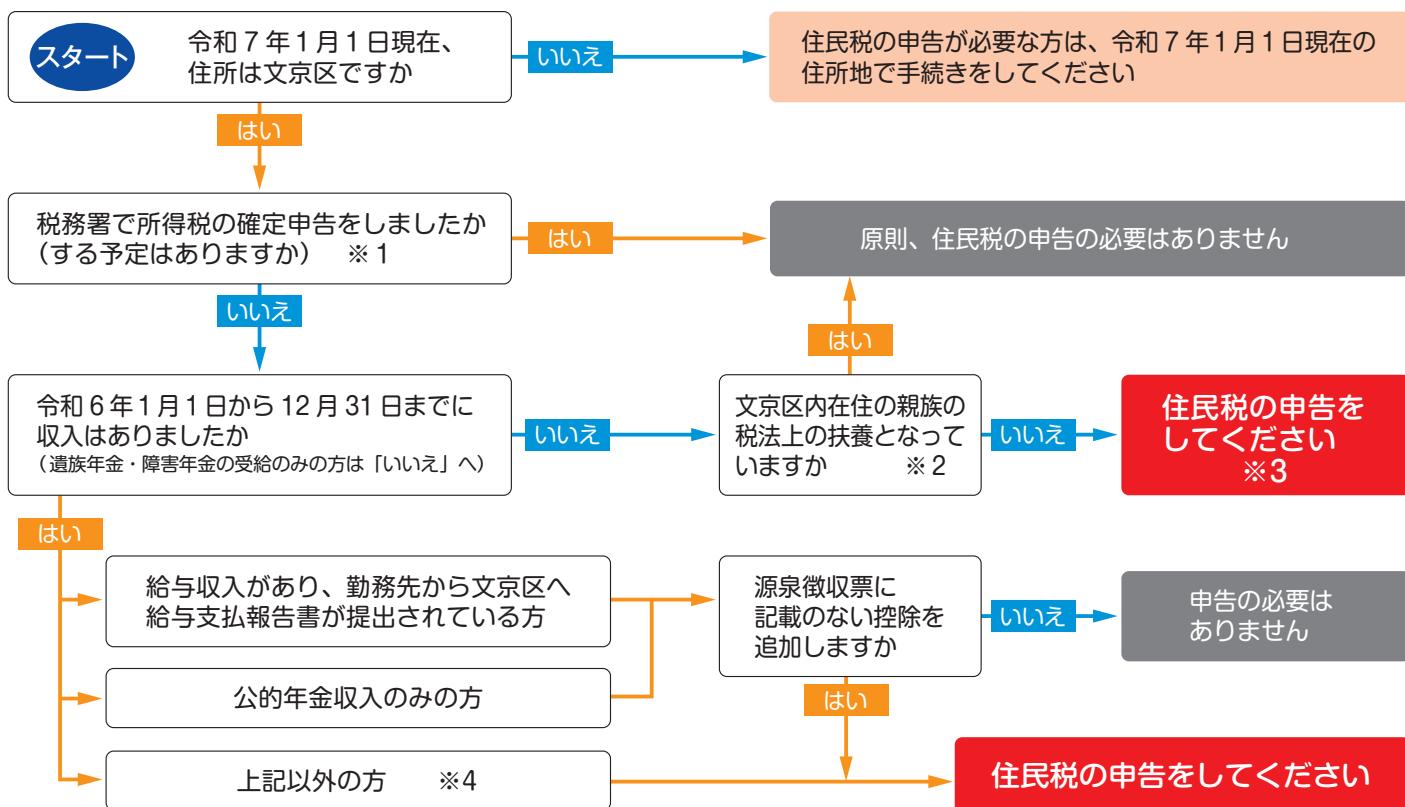 スタート
令和7年1月1日現在、
住所は文京区ですか
いいえ
住民税の申告が必要な方は、令和7年1月1日現在の
住所地で手続きをしてください
はい
税務署で所得税の確定申告をしましたか
（する予定はありますか）　※1
はい
原則、住民税の申告の必要はありません
いいえ
はい
令和6年1月1日から12月31日までに
収入はありましたか
（遺族年金・障害年金の受給のみの方は「いいえ」へ）
いいえ
文京区内在住の親族の
税法上の扶養となって
いますか　※2
いいえ
住民税の申告を
してください
※3
はい
給与収入があり、勤務先から文京区へ
給与支払報告書が提出されている方
源泉徴収票に
記載のない控除を
追加しますか
いいえ
申告の必要は
ありません
公的年金収入のみの方
はい
上記以外の方　※4
住民税の申告をしてください